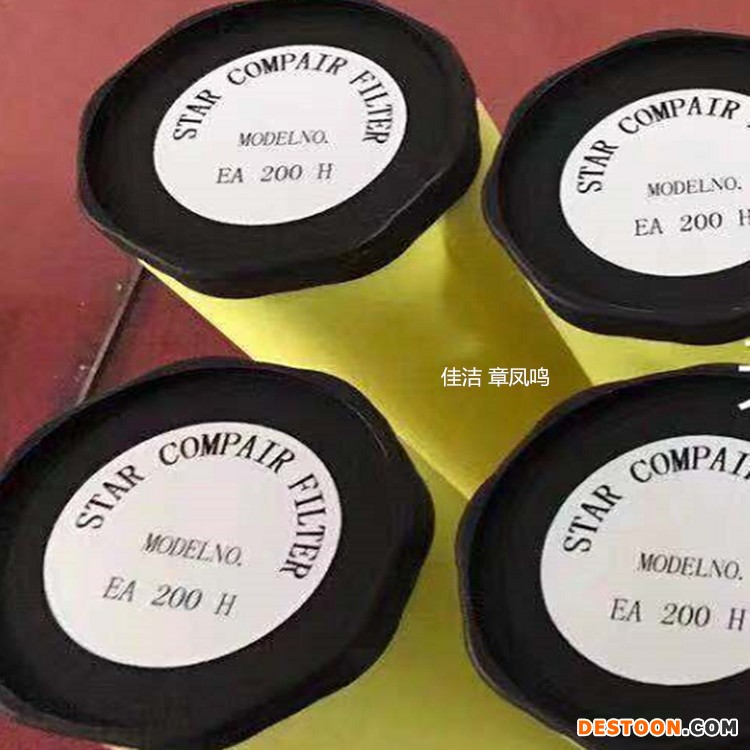 STAR COMPAIR FILTER
MODELNO.
EA 200 H
STAR COMPAIR
MODELNO.
EA 200 H
佳洁 章凤鸣
STAR COMPAIR FILTER
MODELNO.
EA 200 H
STAR COMPAIR
MODELNO.
EA 200 H
DESTOON.COM